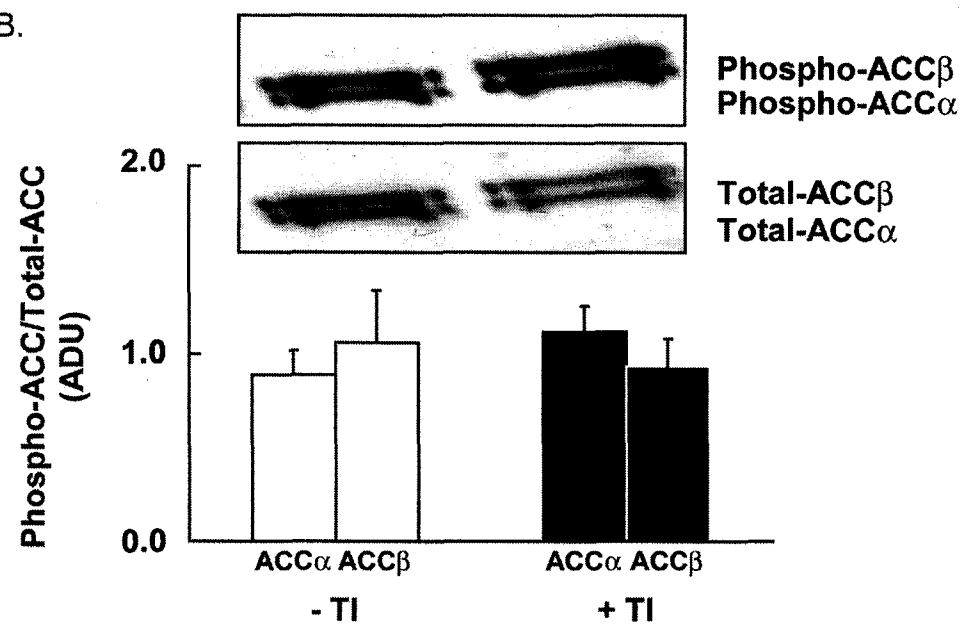 B.
Phospho-ACCβ
Phospho-ACCα
Total-ACCβ
Total-ACCα
Phospho-ACC/Total-ACC
(ADU)
2.0
1.0
0.0
ACCα ACCβ
ACCα ACCβ
- TI
+ TI